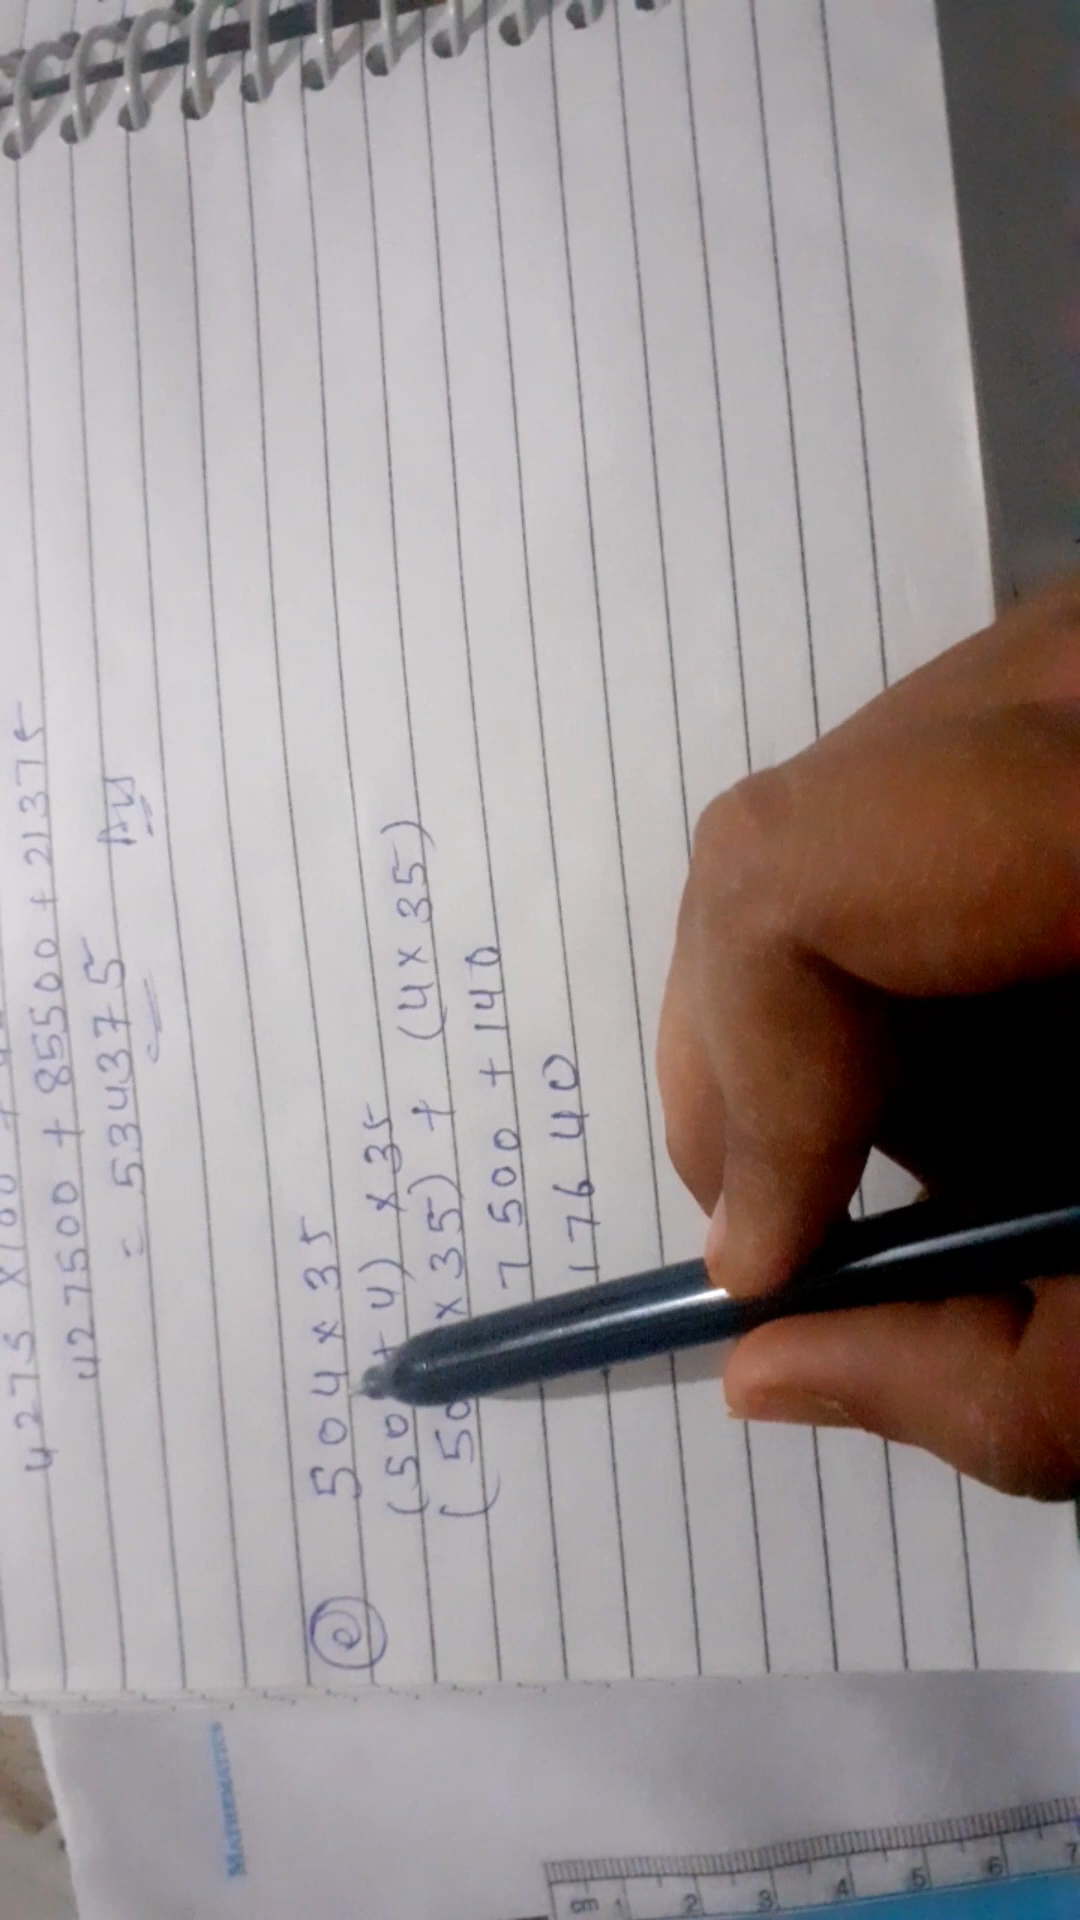 4275 x 100 +
427500 + 85500 + 21375
= 534375 Ans
(e) 504 x 35
(50 + 4) x 35
(50 x 35) + (4 x 35)
7500 + 140
17640
MATHEMATICS
cm 1 2 3 4 5 6 7